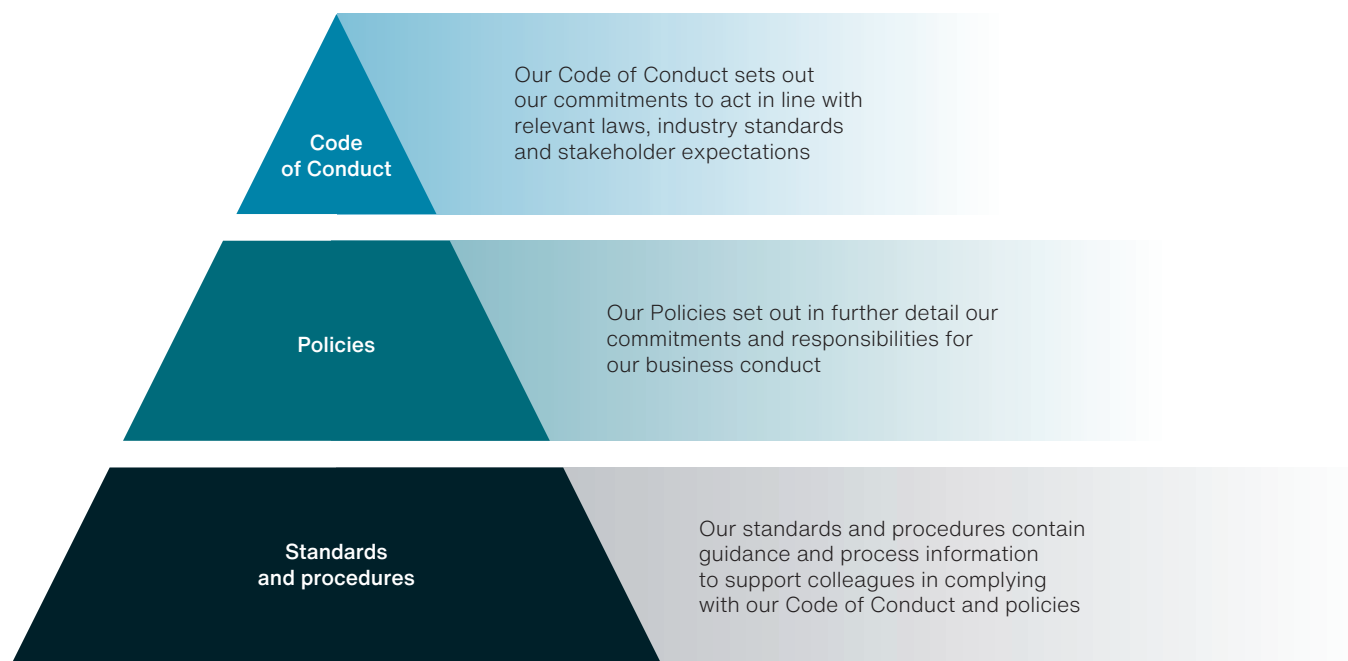 Code
of Conduct
Our Code of Conduct sets out
our commitments to act in line with
relevant laws, industry standards
and stakeholder expectations
Policies
Our Policies set out in further detail our
commitments and responsibilities for
our business conduct
Standards
and procedures
Our standards and procedures contain
guidance and process information
to support colleagues in complying
with our Code of Conduct and policies